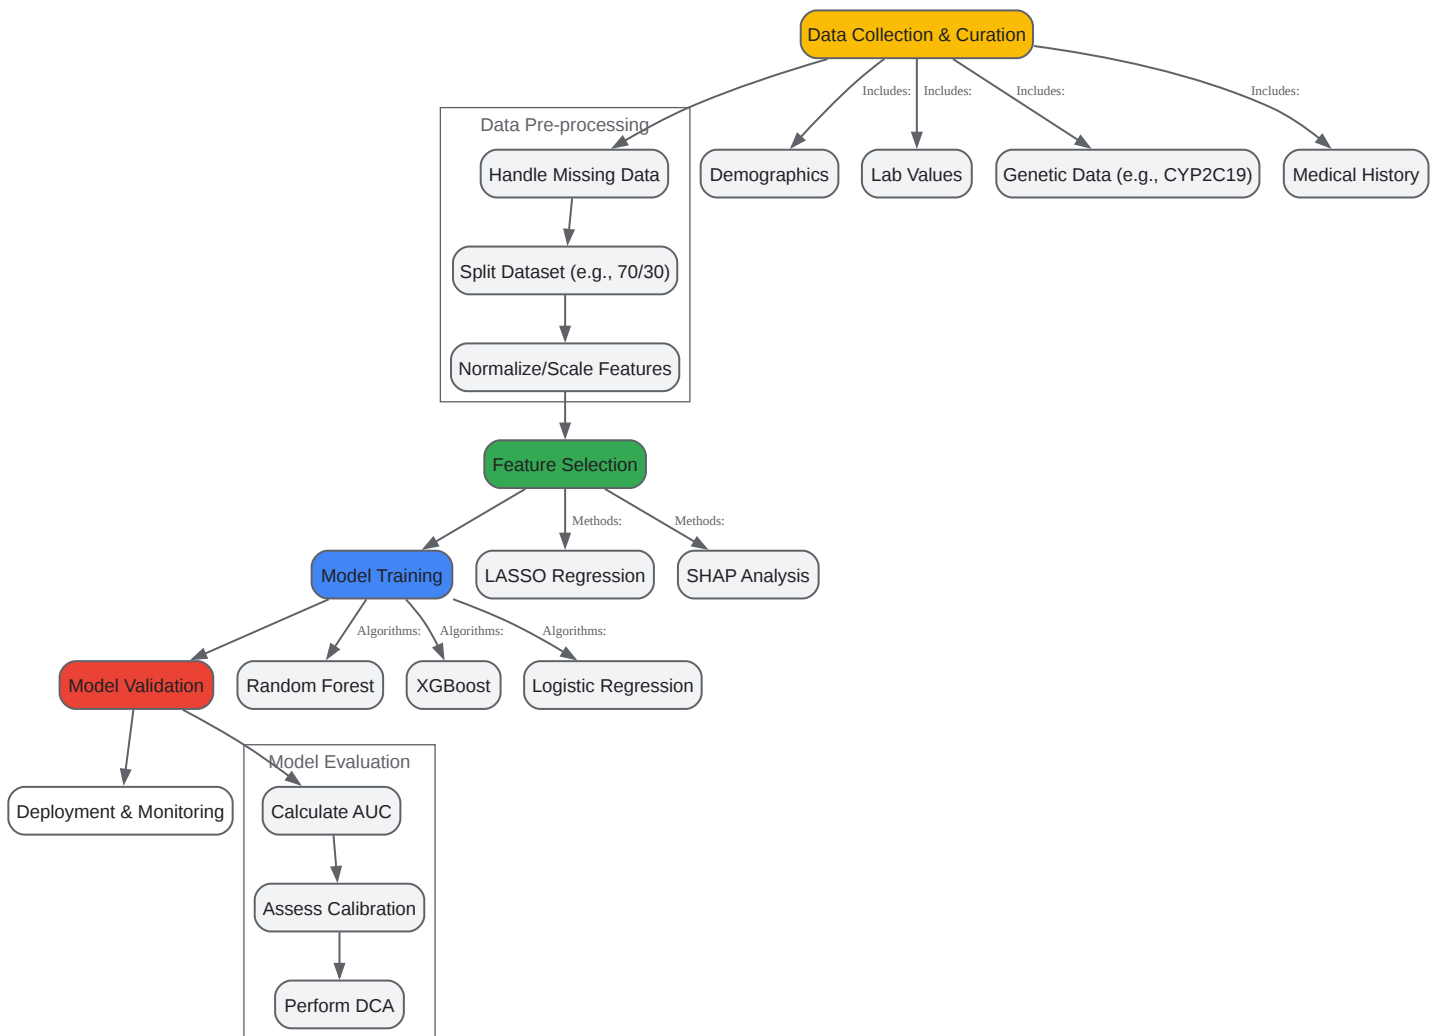 Data Collection & Curation
Includes:
Includes:
Includes:
Includes:
Data Pre-processing
Handle Missing Data
Demographics
Lab Values
Genetic Data (e.g., CYP2C19)
Medical History
Split Dataset (e.g., 70/30)
Normalize/Scale Features
Feature Selection
Methods:
Methods:
Model Training
LASSO Regression
SHAP Analysis
Algorithms:
Algorithms:
Algorithms:
Model Validation
Random Forest
XGBoost
Logistic Regression
Model Evaluation
Deployment & Monitoring
Calculate AUC
Assess Calibration
Perform DCA